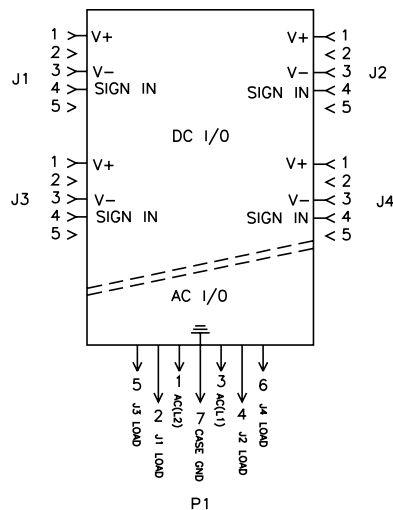 1 V+ V+ 1
2 2
J1 3 V- V- 3 J2
4 SIGN IN SIGN IN 4
5 5
DC I/O
1 V+ V+ 1
2 2
J3 3 V- V- 3 J4
4 SIGN IN SIGN IN 4
5 5
AC I/O
5 J3 LOAD
2 J1 LOAD
1 AC(L2)
7 CASE GND
3 AC(L1)
4 J2 LOAD
6 J4 LOAD
P1